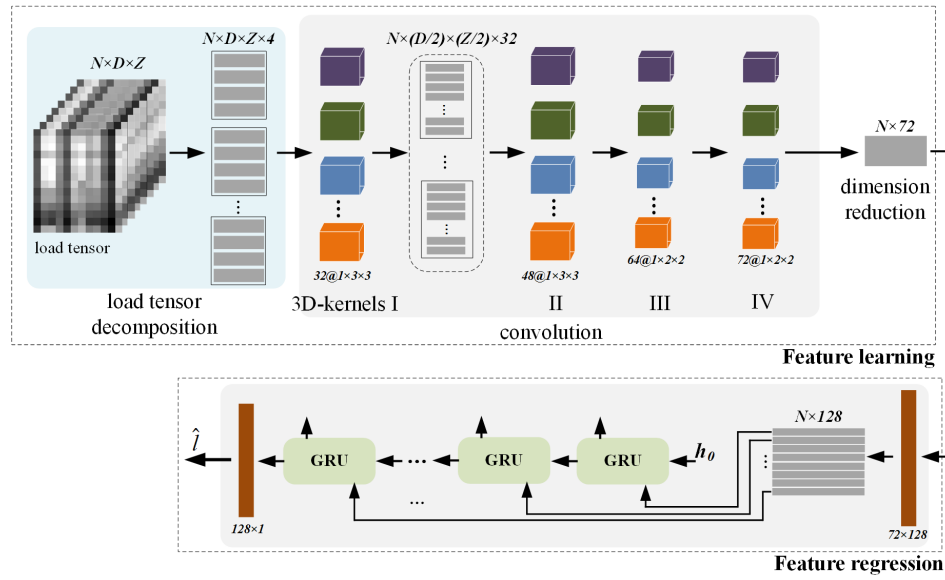 N×D×Z×4
N×D×Z
load tensor
load tensor
decomposition
N×(D/2)×(Z/2)×32
32@1×3×3
48@1×3×3
64@1×2×2
72@1×2×2
3D-kernels I
II
III
IV
convolution
N×72
dimension
reduction
Feature learning
l̂
128×1
GRU
...
GRU
GRU
h0
...
N×128
72×128
Feature regression